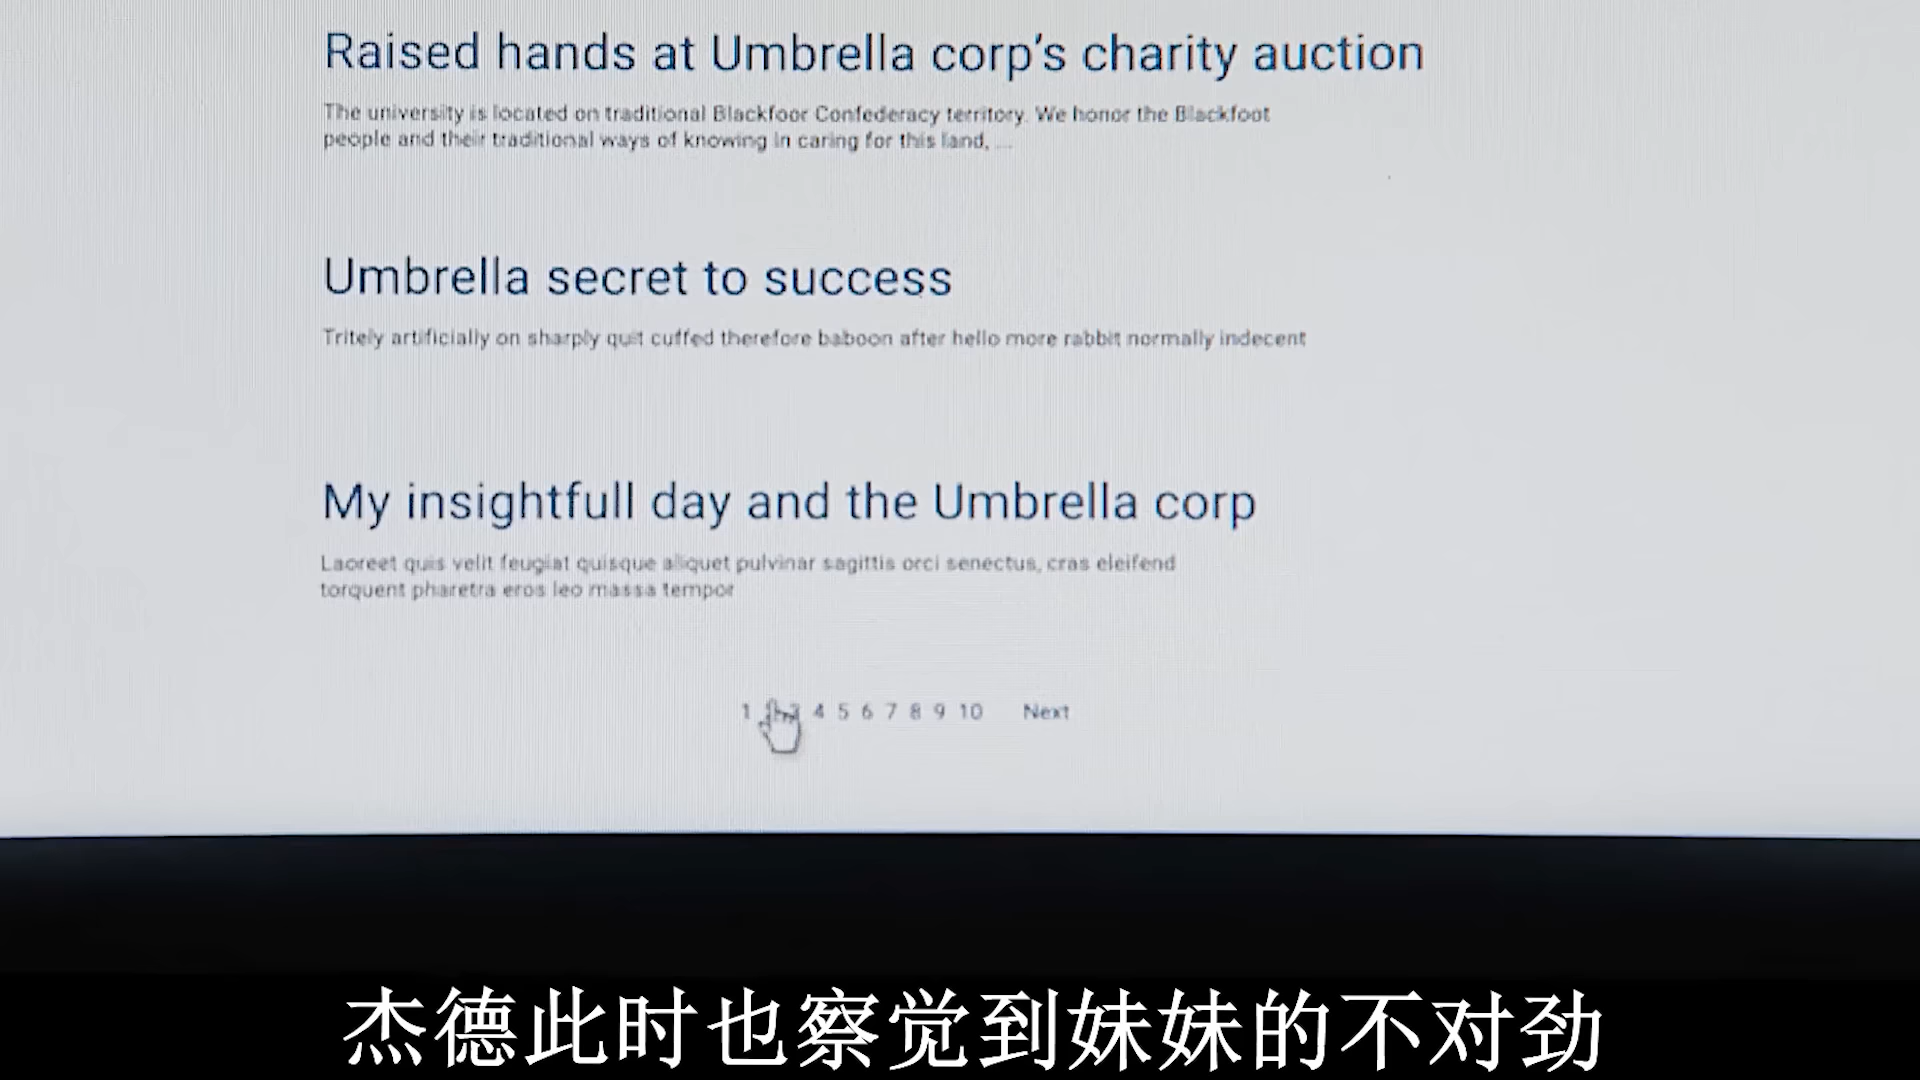 Raised hands at Umbrella corp's charity auction
The university is located on traditional Blackfoor Confederacy territory. We honor the Blackfoot
people and their traditional ways of knowing in caring for this land, ...
Umbrella secret to success
Tritely artificially on sharply quit cuffed therefore baboon after hello more rabbit normally indecent
My insightfull day and the Umbrella corp
Laoreet quis velit feugiat quisque aliquet pulvinar sagittis orci senectus, cras eleifend
torquent pharetra eros leo massa tempor
1 4 5 6 7 8 9 10 Next
杰德此时也察觉到妹妹的不对劲